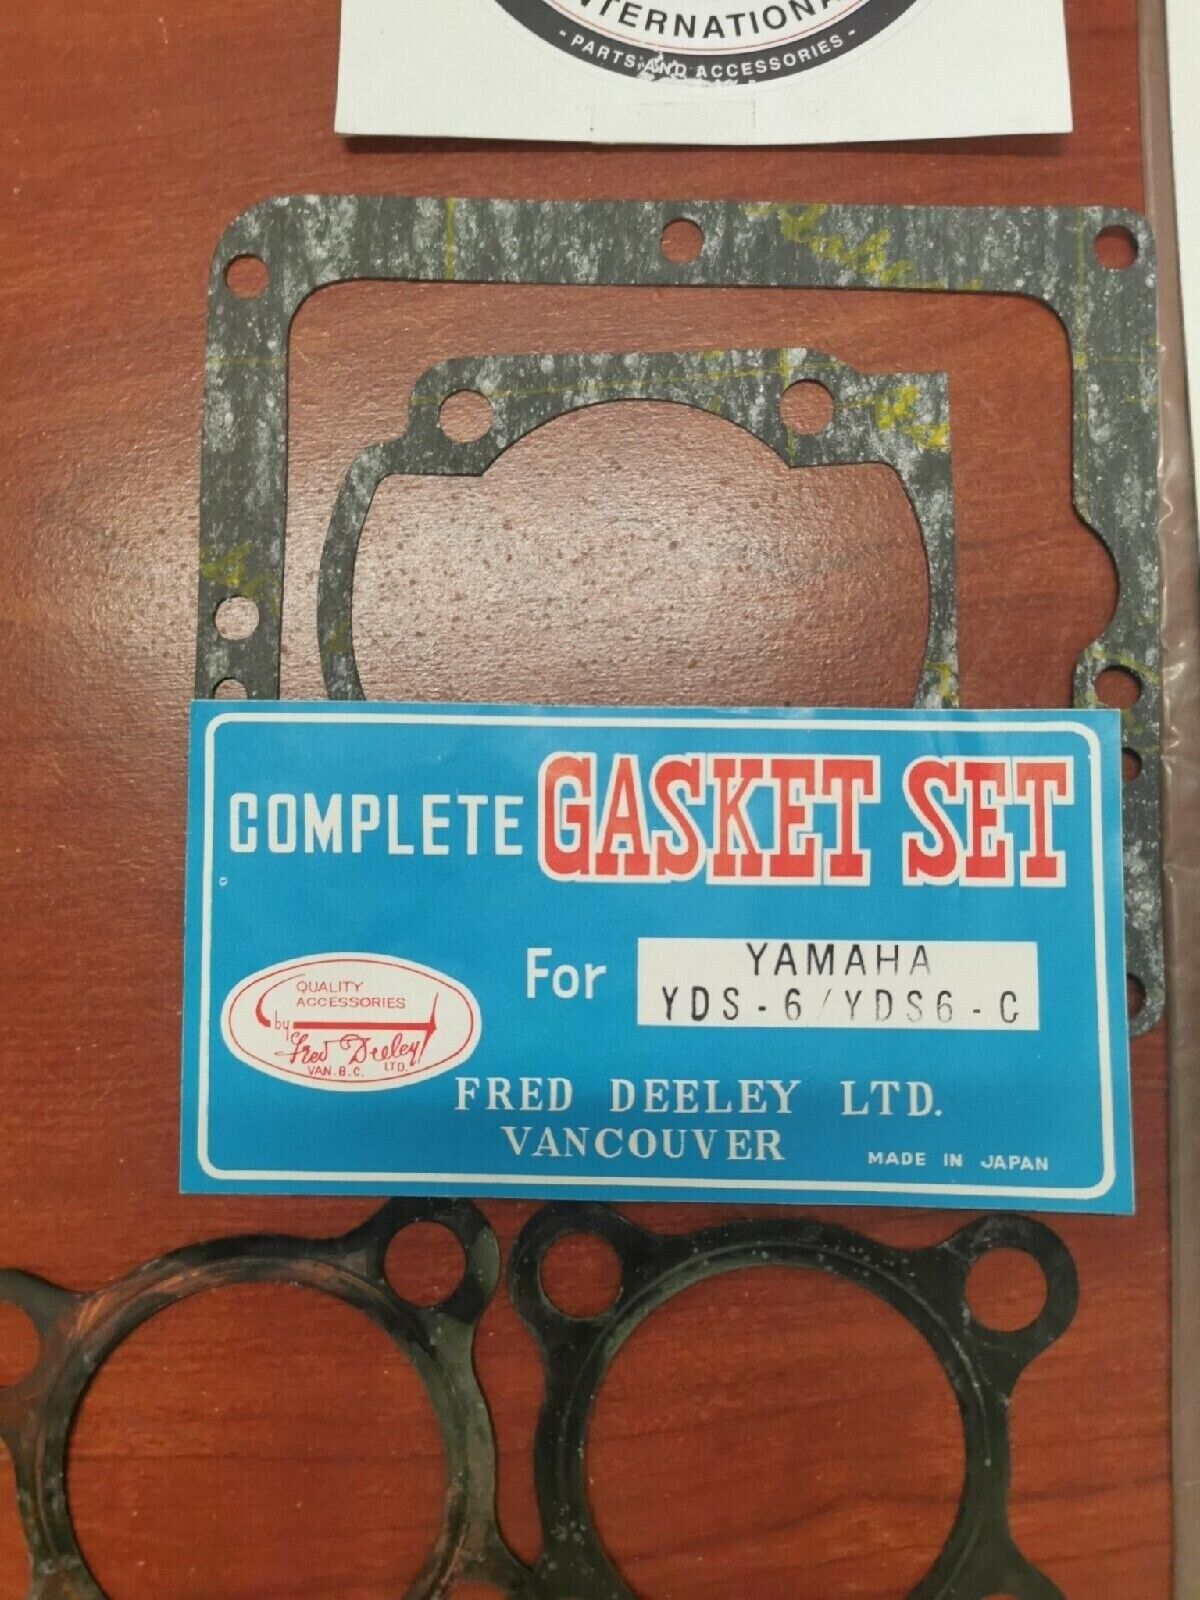 INTERNATIONAL
- PARTS AND ACCESSORIES -
COMPLETE GASKET SET
For YAMAHA
YDS-6/YDS6-C
QUALITY
ACCESSORIES
by Fred Deeley LTD.
VAN. B.C.
FRED DEELEY LTD.
VANCOUVER
MADE IN JAPAN